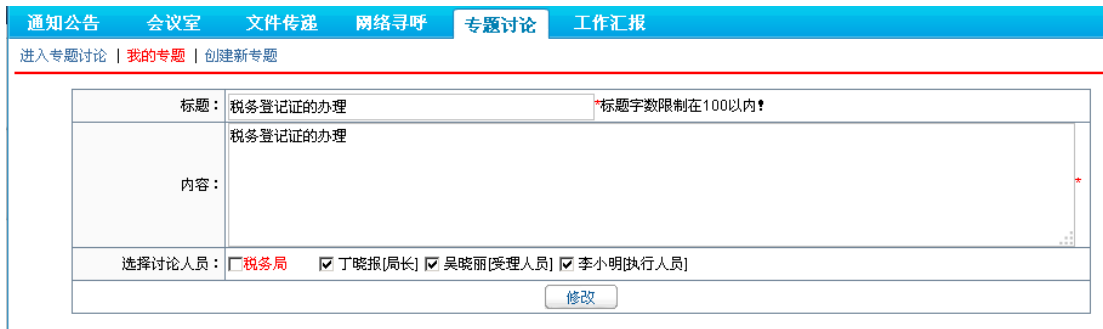 通知公告 会议室 文件传递 网络寻呼 专题讨论 工作汇报
进入专题讨论 | 我的专题 | 创建新专题
标题： 税务登记证的办理 *标题字数限制在100以内!
税务登记证的办理
内容： *
选择讨论人员： 税务局 丁晓报[局长] 吴晓丽[受理人员] 李小明[执行人员]
修改